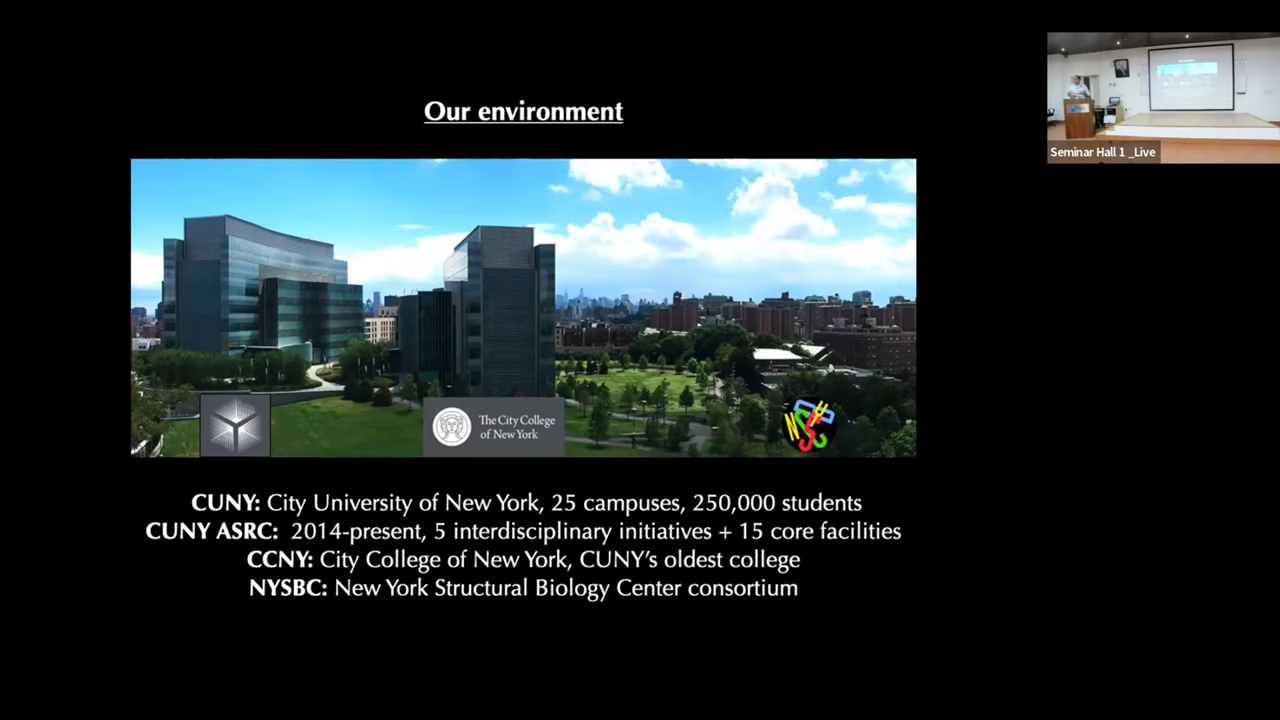 Our environment
Seminar Hall 1 _Live
The City College
of New York
CUNY: City University of New York, 25 campuses, 250,000 students
CUNY ASRC: 2014-present, 5 interdisciplinary initiatives + 15 core facilities
CCNY: City College of New York, CUNY's oldest college
NYSBC: New York Structural Biology Center consortium